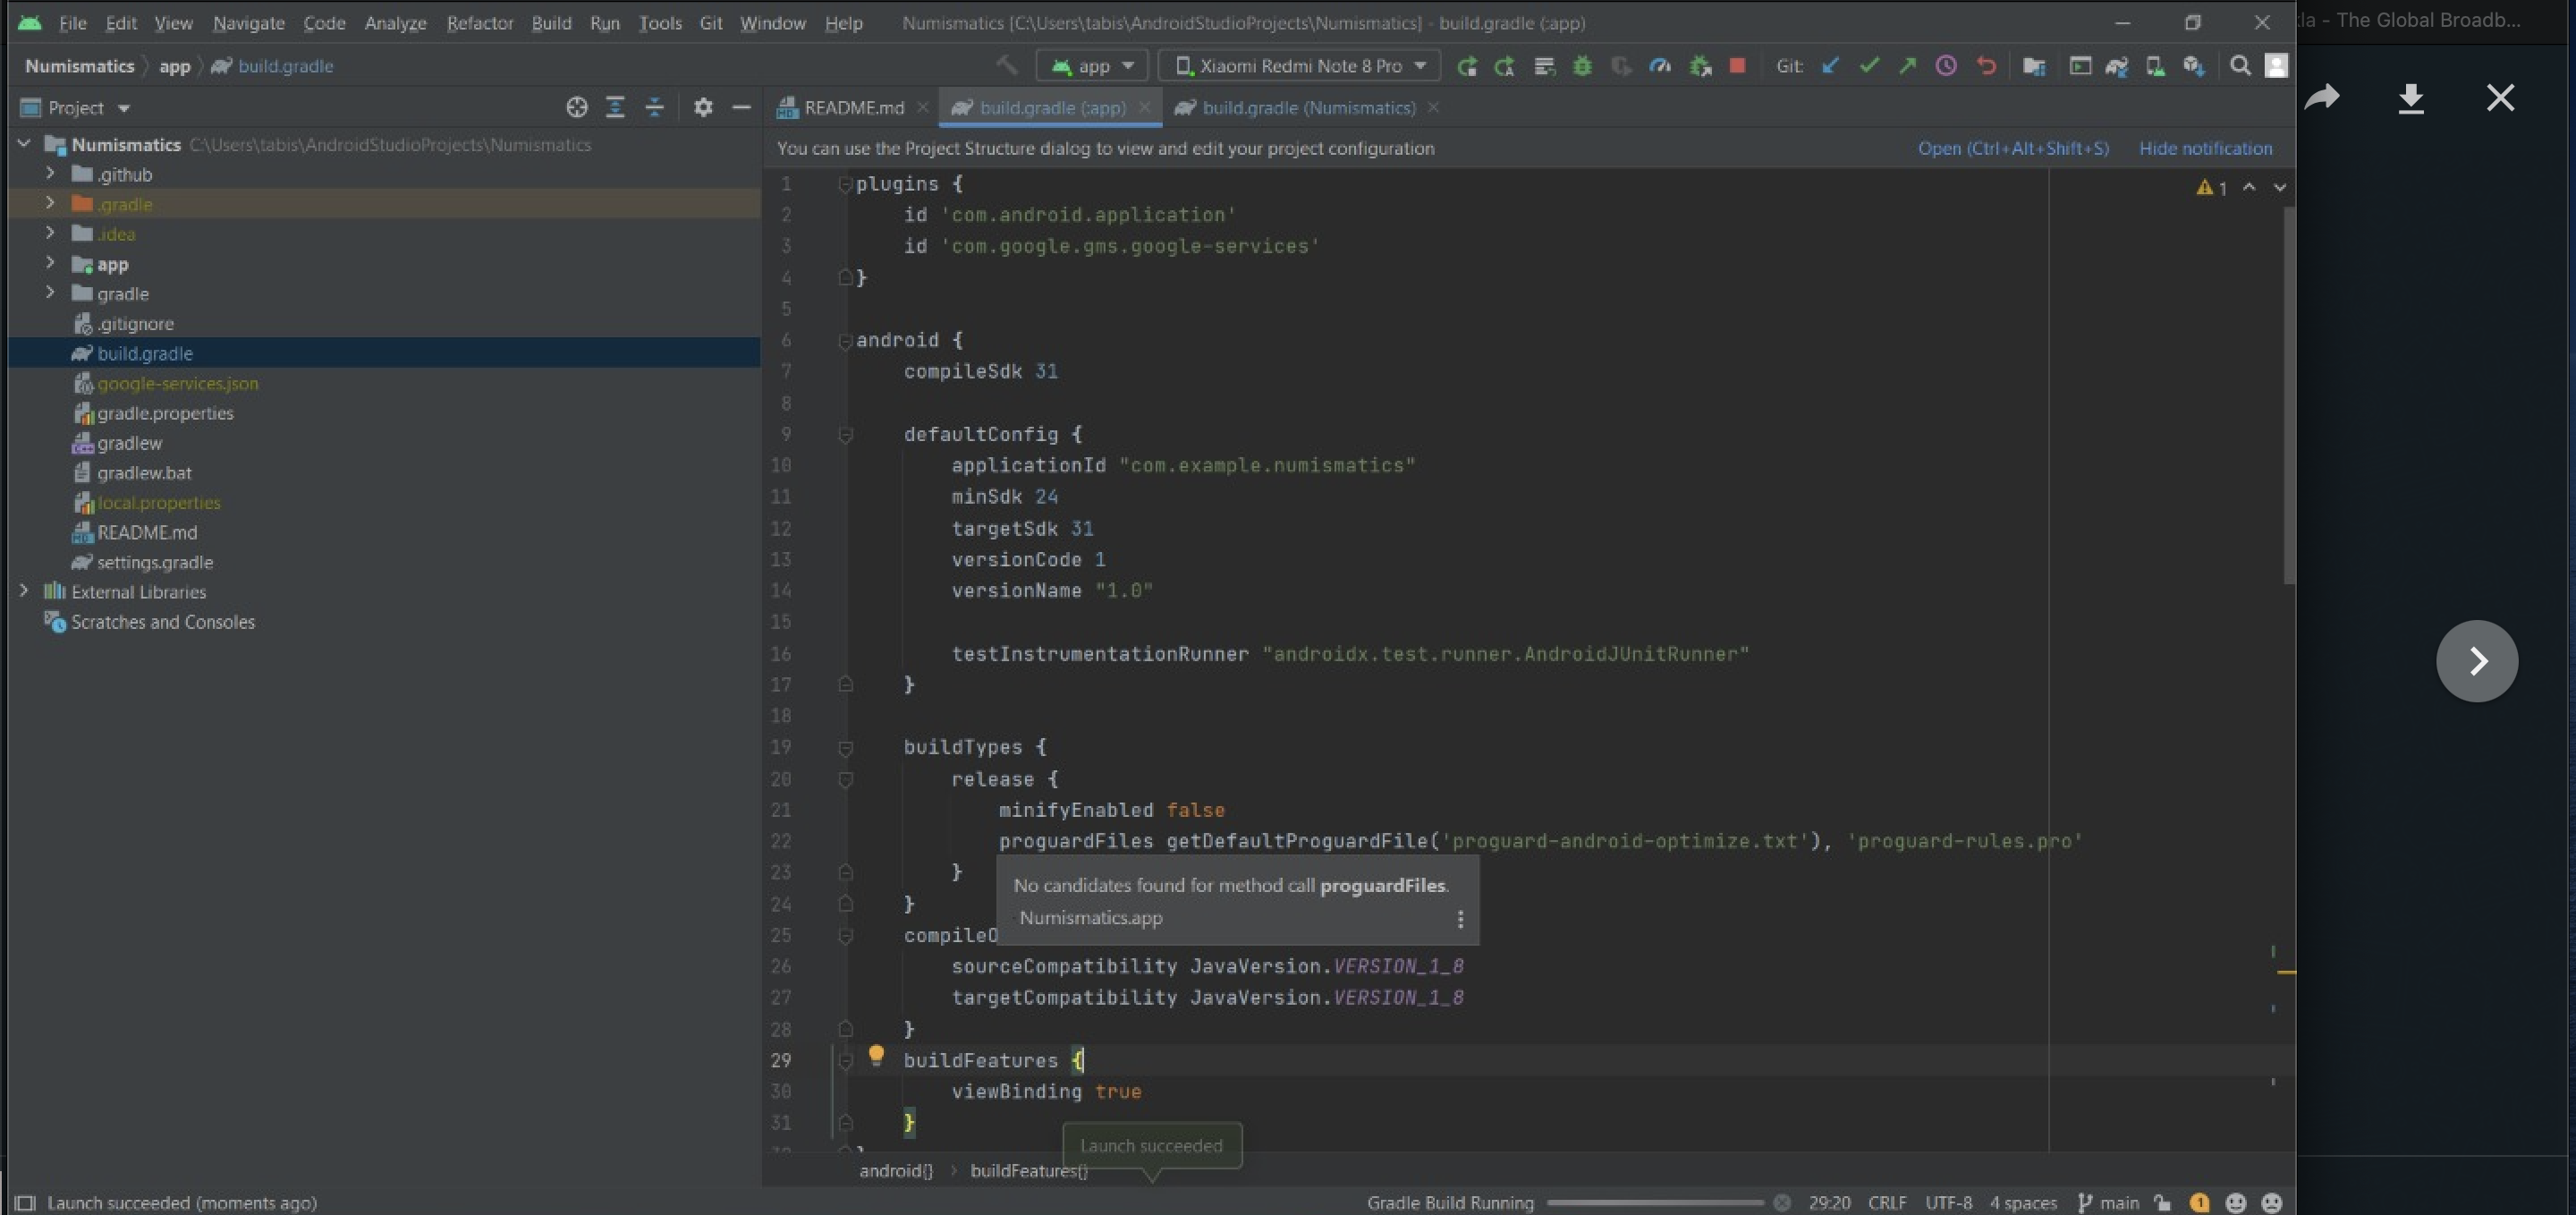 File Edit View Navigate Code Analyze Refactor Build Run Tools Git Window Help Numismatics [C:\Users\tabis\AndroidStudioProjects\Numismatics] - build.gradle (:app)
la - The Global Broadb...
Numismatics app build.gradle
app Xiaomi Redmi Note 8 Pro Git:
Project
README.md build.gradle (:app) build.gradle (Numismatics)
Numismatics C:\Users\tabis\AndroidStudioProjects\Numismatics
.github
.gradle
.idea
app
gradle
.gitignore
build.gradle
google-services.json
gradle.properties
gradlew
gradlew.bat
local.properties
README.md
settings.gradle
External Libraries
Scratches and Consoles
You can use the Project Structure dialog to view and edit your project configuration Open (Ctrl+Alt+Shift+S) Hide notification
1 plugins {
1
2 id 'com.android.application'
3 id 'com.google.gms.google-services'
4 }
5
6 android {
7 compileSdk 31
8
9 defaultConfig {
10 applicationId "com.example.numismatics"
11 minSdk 24
12 targetSdk 31
13 versionCode 1
14 versionName "1.0"
15
16 testInstrumentationRunner "androidx.test.runner.AndroidJUnitRunner"
17 }
18
19 buildTypes {
20 release {
21 minifyEnabled false
22 proguardFiles getDefaultProguardFile('proguard-android-optimize.txt'), 'proguard-rules.pro'
23 }
No candidates found for method call proguardFiles.
24 }
Numismatics.app
25 compileO
26 sourceCompatibility JavaVersion.VERSION_1_8
27 targetCompatibility JavaVersion.VERSION_1_8
28 }
29 buildFeatures {
30 viewBinding true
31 }
Launch succeeded
android{} buildFeatures{}
Launch succeeded (moments ago) Gradle Build Running 29:20 CRLF UTF-8 4 spaces main 1